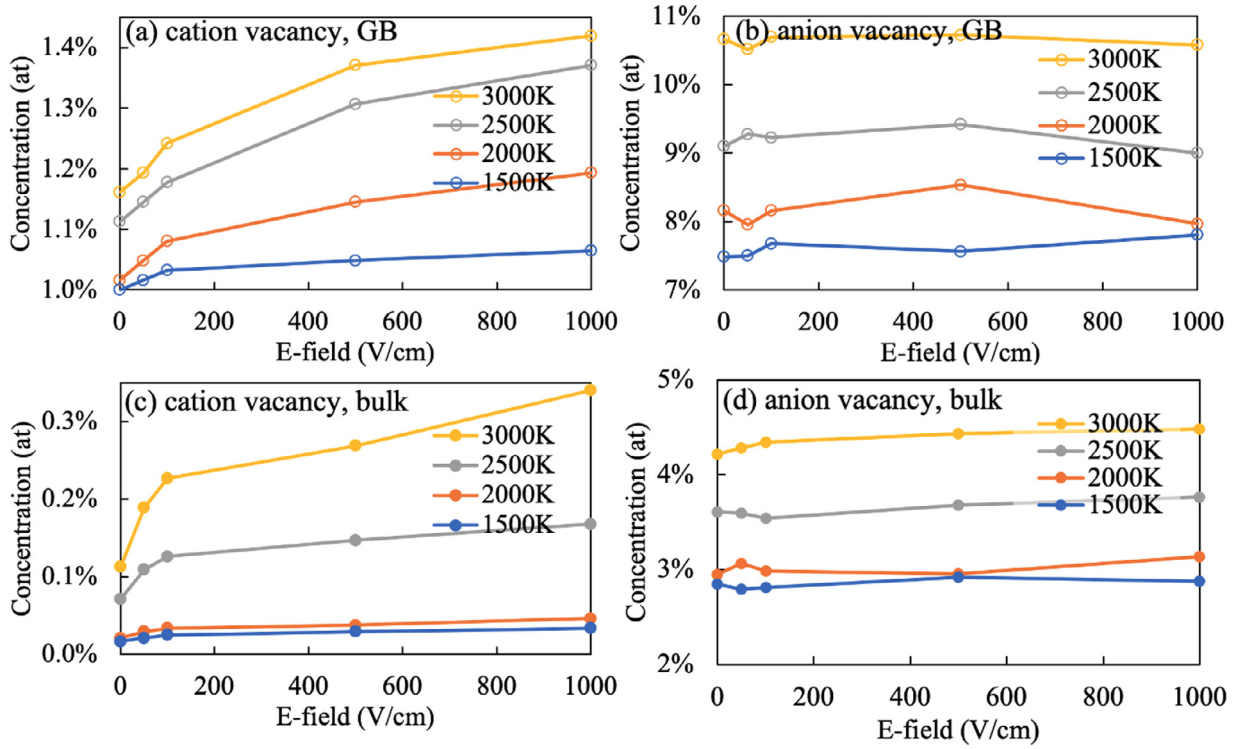 (a) cation vacancy, GB
Concentration (at)
1.4%
1.3%
1.2%
1.1%
1.0%
3000K
2500K
2000K
1500K
0 200 400 600 800 1000
E-field (V/cm)
(b) anion vacancy, GB
Concentration (at)
11%
10%
9%
8%
7%
3000K
2500K
2000K
1500K
0 200 400 600 800 1000
E-field (V/cm)
(c) cation vacancy, bulk
Concentration (at)
0.3%
0.2%
0.1%
0.0%
3000K
2500K
2000K
1500K
0 200 400 600 800 1000
E-field (V/cm)
(d) anion vacancy, bulk
Concentration (at)
5%
4%
3%
2%
3000K
2500K
2000K
1500K
0 200 400 600 800 1000
E-field (V/cm)